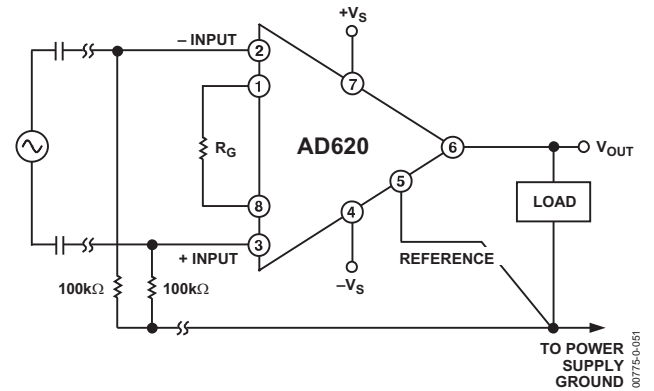 +VS
– INPUT
2
1
7
RG
AD620
6
VOUT
5
8
4
LOAD
3
+ INPUT
REFERENCE
100kΩ
100kΩ
–VS
TO POWER
SUPPLY
GROUND
00775-0-051